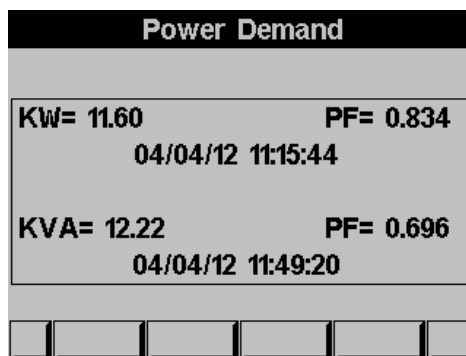 Power Demand
KW= 11.60 PF= 0.834
04/04/12 11:15:44
KVA= 12.22 PF= 0.696
04/04/12 11:49:20